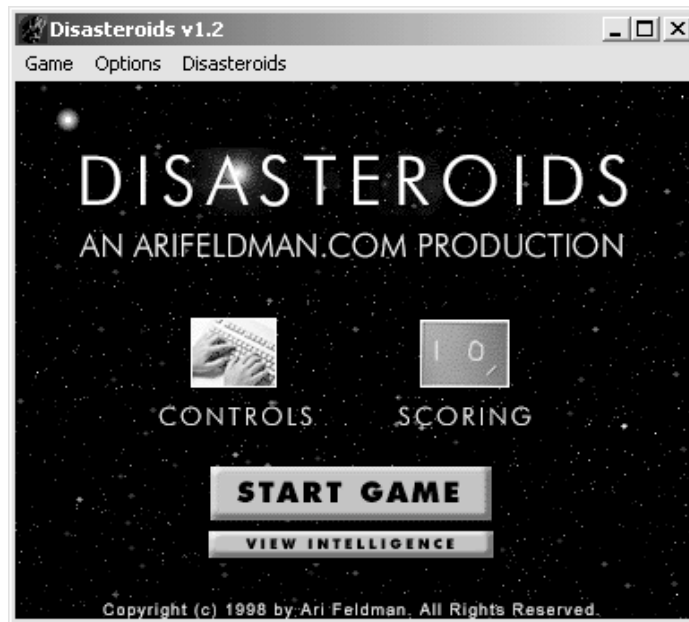 Disasteroids v1.2
Game Options Disasteroids
DISASTEROIDS
AN ARIFELDMAN.COM PRODUCTION
10
CONTROLS SCORING
START GAME
VIEW INTELLIGENCE
Copyright (c) 1998 by Ari Feldman. All Rights Reserved.